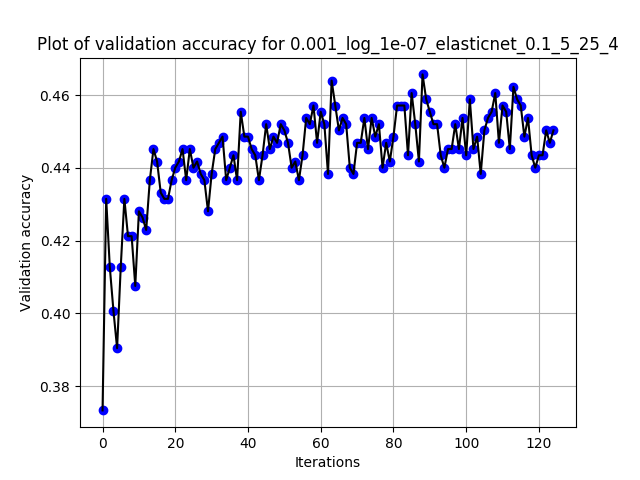 Plot of validation accuracy for 0.001_log_1e-07_elasticnet_0.1_5_25_4
0.46
0.44
0.42
0.40
0.38
Validation accuracy
0 20 40 60 80 100 120
Iterations